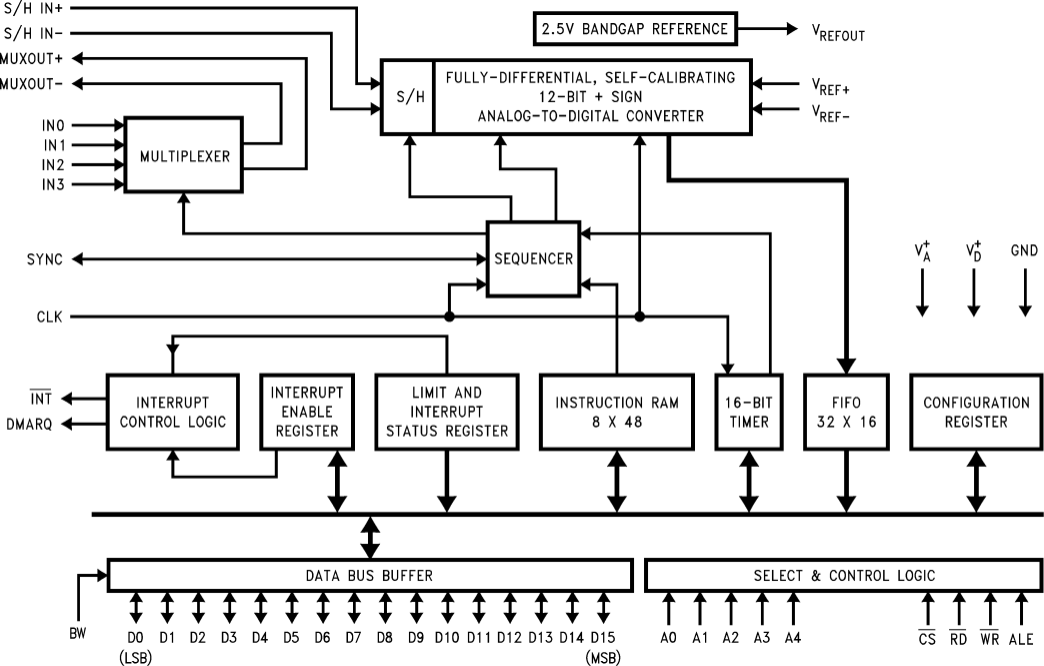 S/H IN+
S/H IN-
MUXOUT+
MUXOUT-
IN0
IN1
IN2
IN3
MULTIPLEXER
2.5V BANDGAP REFERENCE
VREFOUT
S/H
FULLY-DIFFERENTIAL, SELF-CALIBRATING
12-BIT + SIGN
ANALOG-TO-DIGITAL CONVERTER
VREF+
VREF-
SYNC
SEQUENCER
CLK
VA+
VD+
GND
INT
DMARQ
INTERRUPT
CONTROL LOGIC
INTERRUPT
ENABLE
REGISTER
LIMIT AND
INTERRUPT
STATUS REGISTER
INSTRUCTION RAM
8 X 48
16-BIT
TIMER
FIFO
32 X 16
CONFIGURATION
REGISTER
DATA BUS BUFFER
SELECT & CONTROL LOGIC
BW
D0 D1 D2 D3 D4 D5 D6 D7 D8 D9 D10 D11 D12 D13 D14 D15
(LSB) (MSB)
A0 A1 A2 A3 A4
CS RD WR ALE